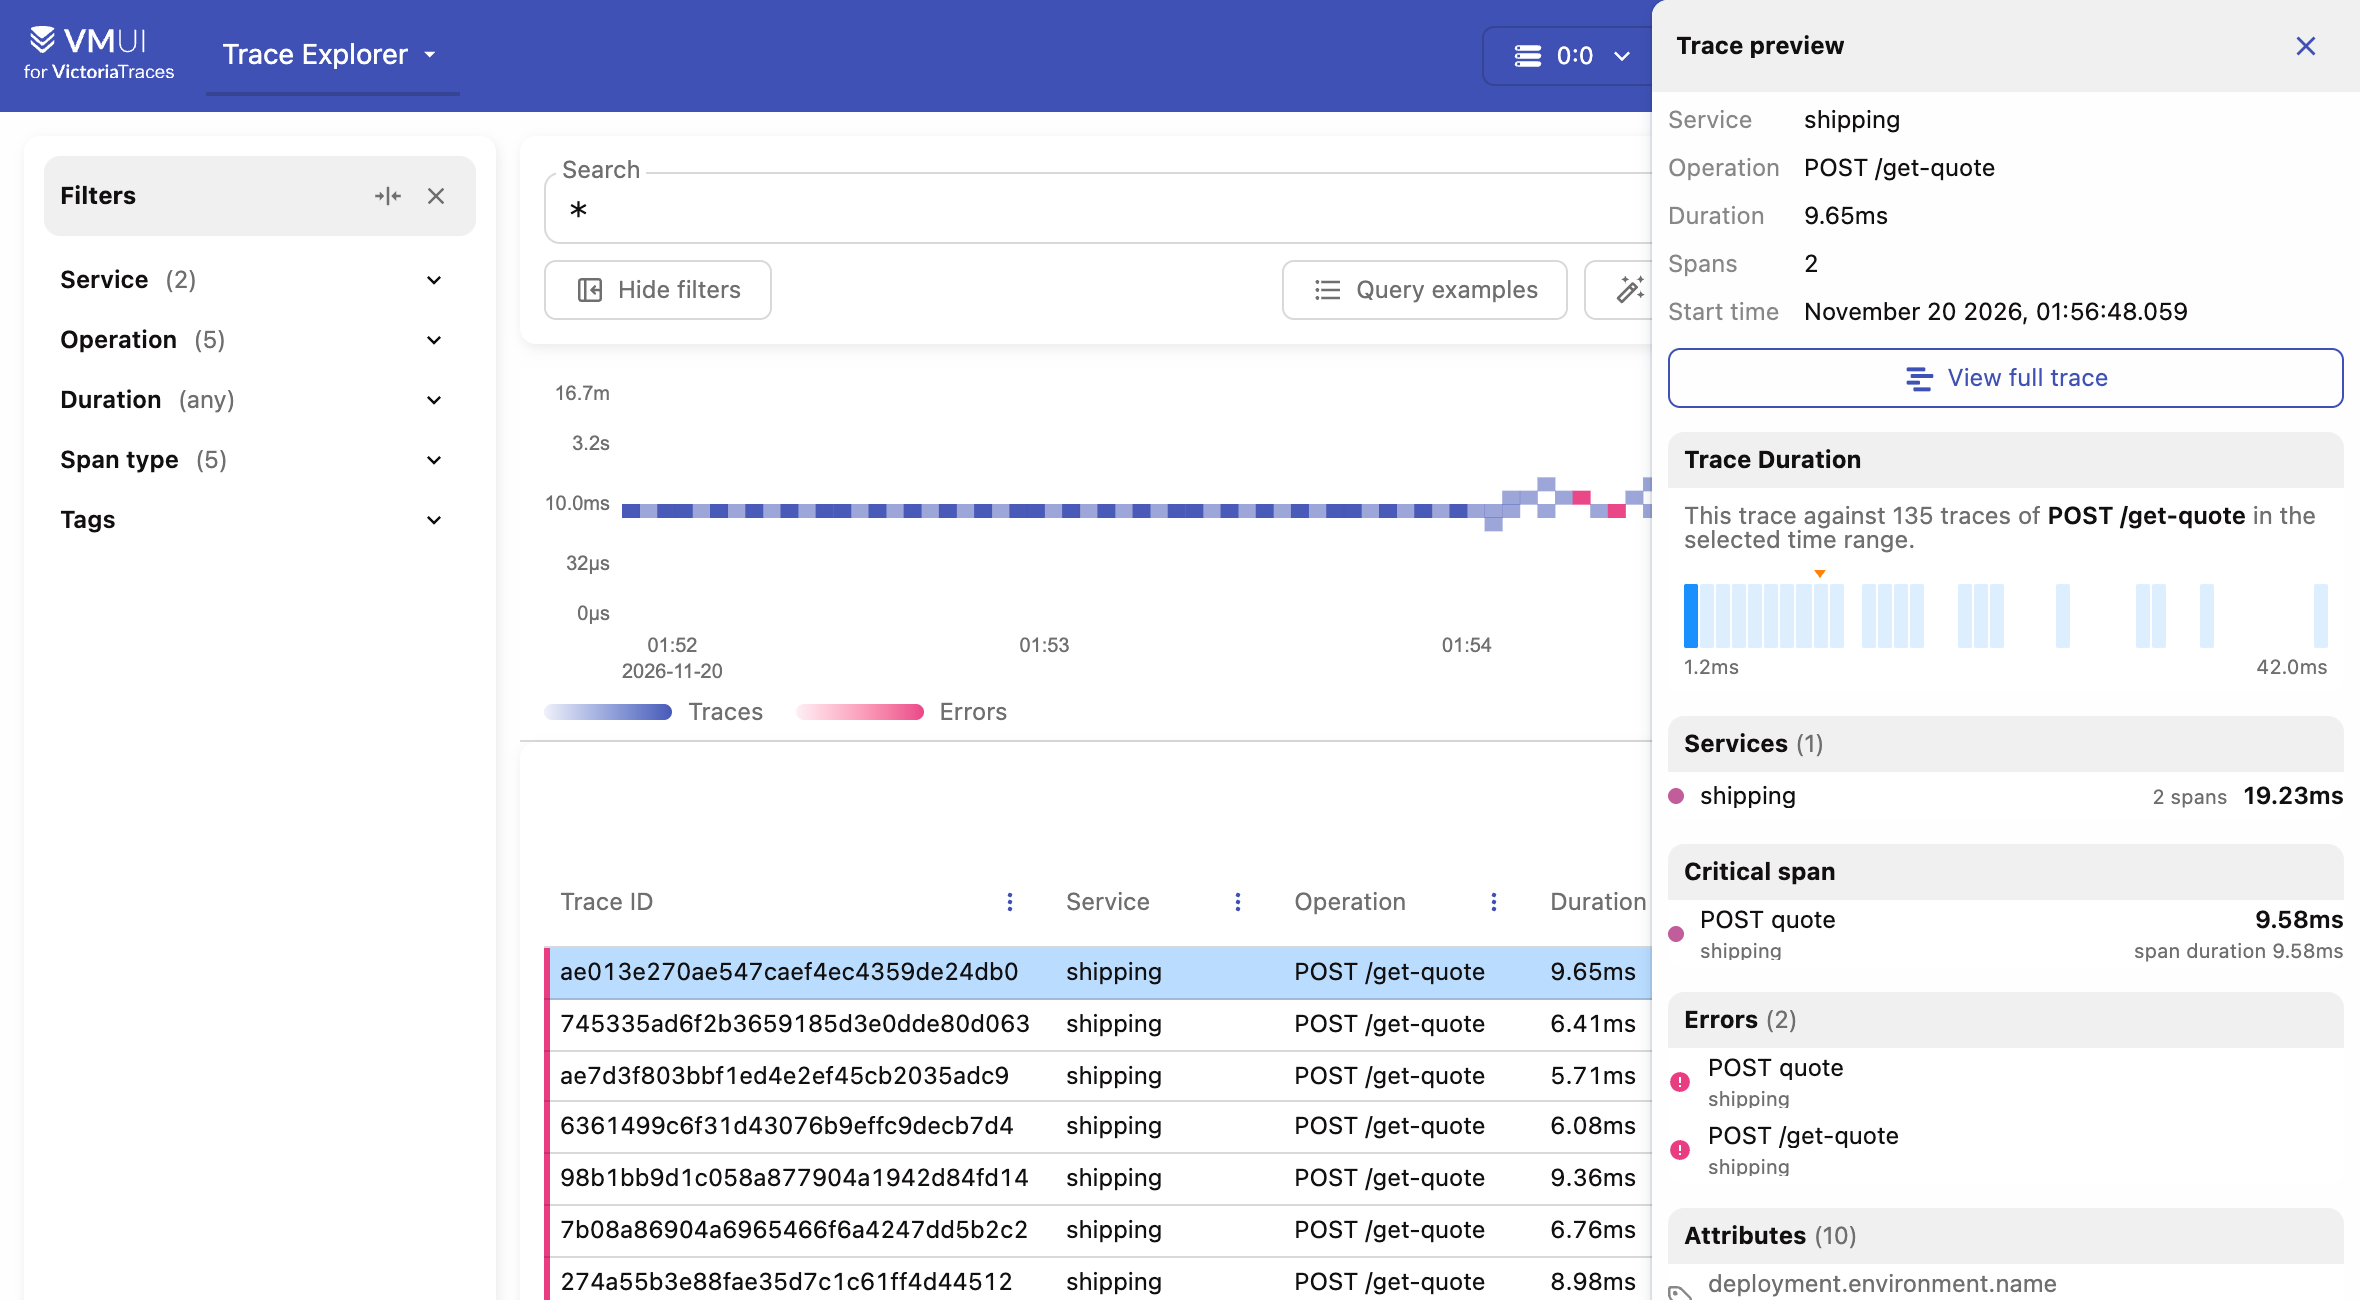 VMUI
for VictoriaTraces
Trace Explorer
0:0
Filters
Service (2)
Operation (5)
Duration (any)
Span type (5)
Tags
Search
*
Hide filters
Query examples
16.7m
3.2s
10.0ms
32µs
0µs
01:52
2026-11-20
01:53
01:54
Traces
Errors
Trace ID Service Operation Duration
ae013e270ae547caef4ec4359de24db0 shipping POST /get-quote 9.65ms
745335ad6f2b3659185d3e0dde80d063 shipping POST /get-quote 6.41ms
ae7d3f803bbf1ed4e2ef45cb2035adc9 shipping POST /get-quote 5.71ms
6361499c6f31d43076b9effc9decb7d4 shipping POST /get-quote 6.08ms
98b1bb9d1c058a877904a1942d84fd14 shipping POST /get-quote 9.36ms
7b08a86904a6965466f6a4247dd5b2c2 shipping POST /get-quote 6.76ms
274a55b3e88fae35d7c1c61ff4d44512 shipping POST /get-quote 8.98ms
Trace preview
Service shipping
Operation POST /get-quote
Duration 9.65ms
Spans 2
Start time November 20 2026, 01:56:48.059
View full trace
Trace Duration
This trace against 135 traces of POST /get-quote in the
selected time range.
1.2ms 42.0ms
Services (1)
shipping 2 spans 19.23ms
Critical span
POST quote 9.58ms
shipping span duration 9.58ms
Errors (2)
POST quote
shipping
POST /get-quote
shipping
Attributes (10)
deployment.environment.name